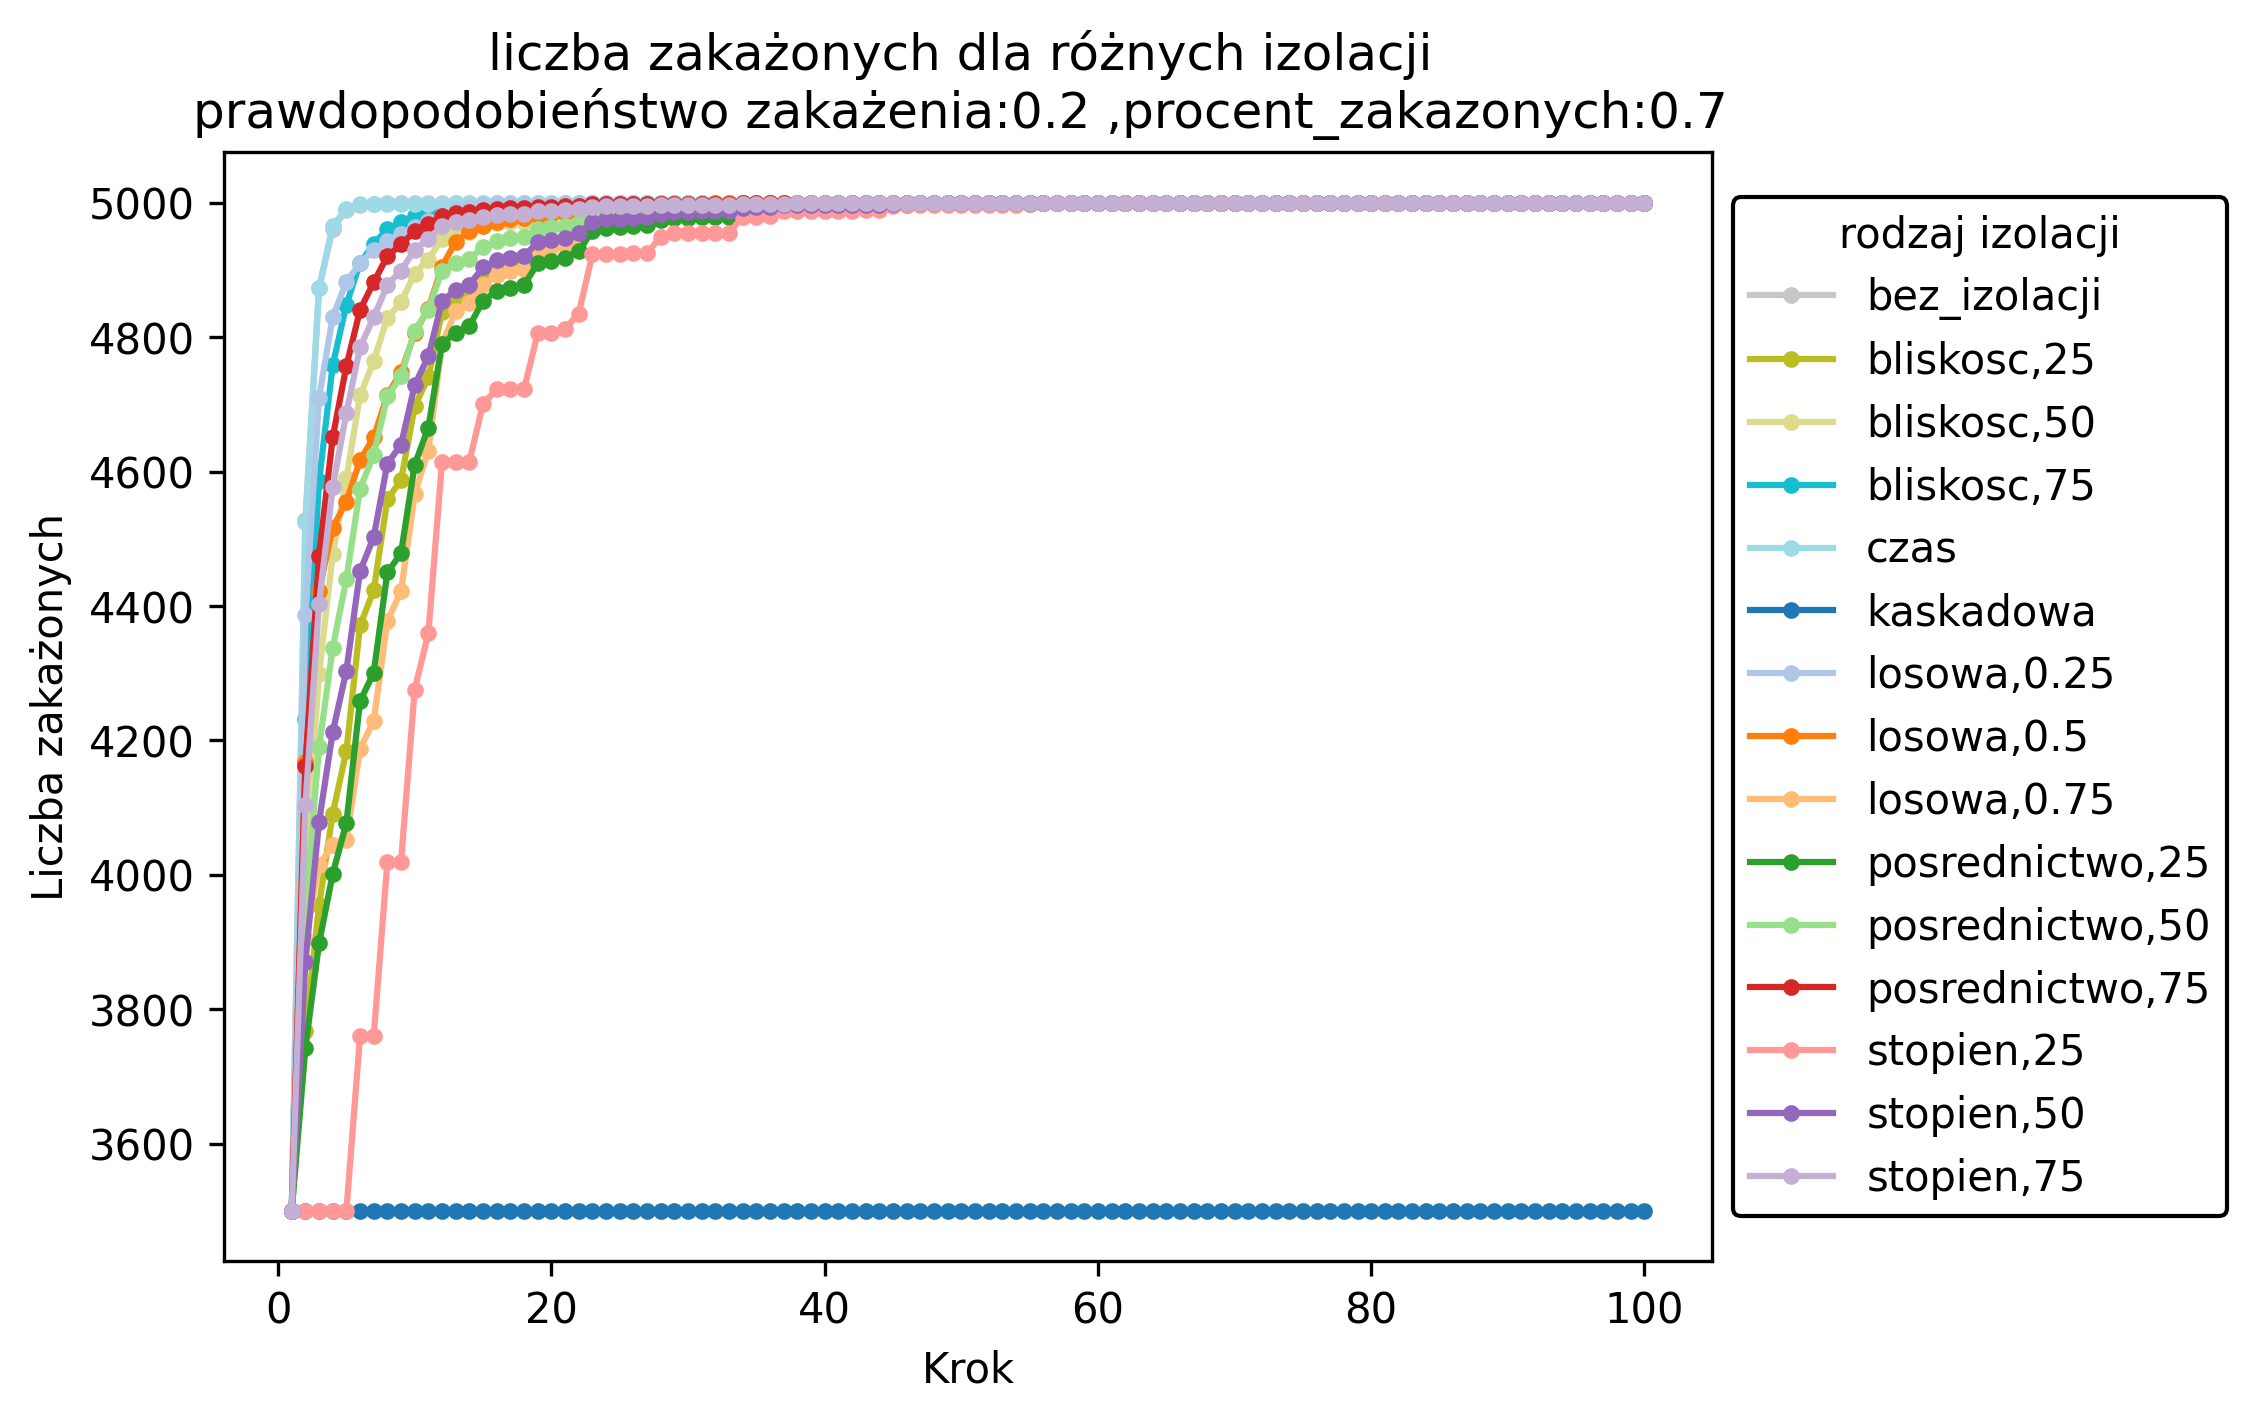 liczba zakażonych dla różnych izolacji
prawdopodobieństwo zakażenia:0.2 ,procent_zakazonych:0.7
Liczba zakażonych
5000
4800
4600
4400
4200
4000
3800
3600
0
20
40
60
80
100
Krok
rodzaj izolacji
bez_izolacji
bliskosc,25
bliskosc,50
bliskosc,75
czas
kaskadowa
losowa,0.25
losowa,0.5
losowa,0.75
posrednictwo,25
posrednictwo,50
posrednictwo,75
stopien,25
stopien,50
stopien,75